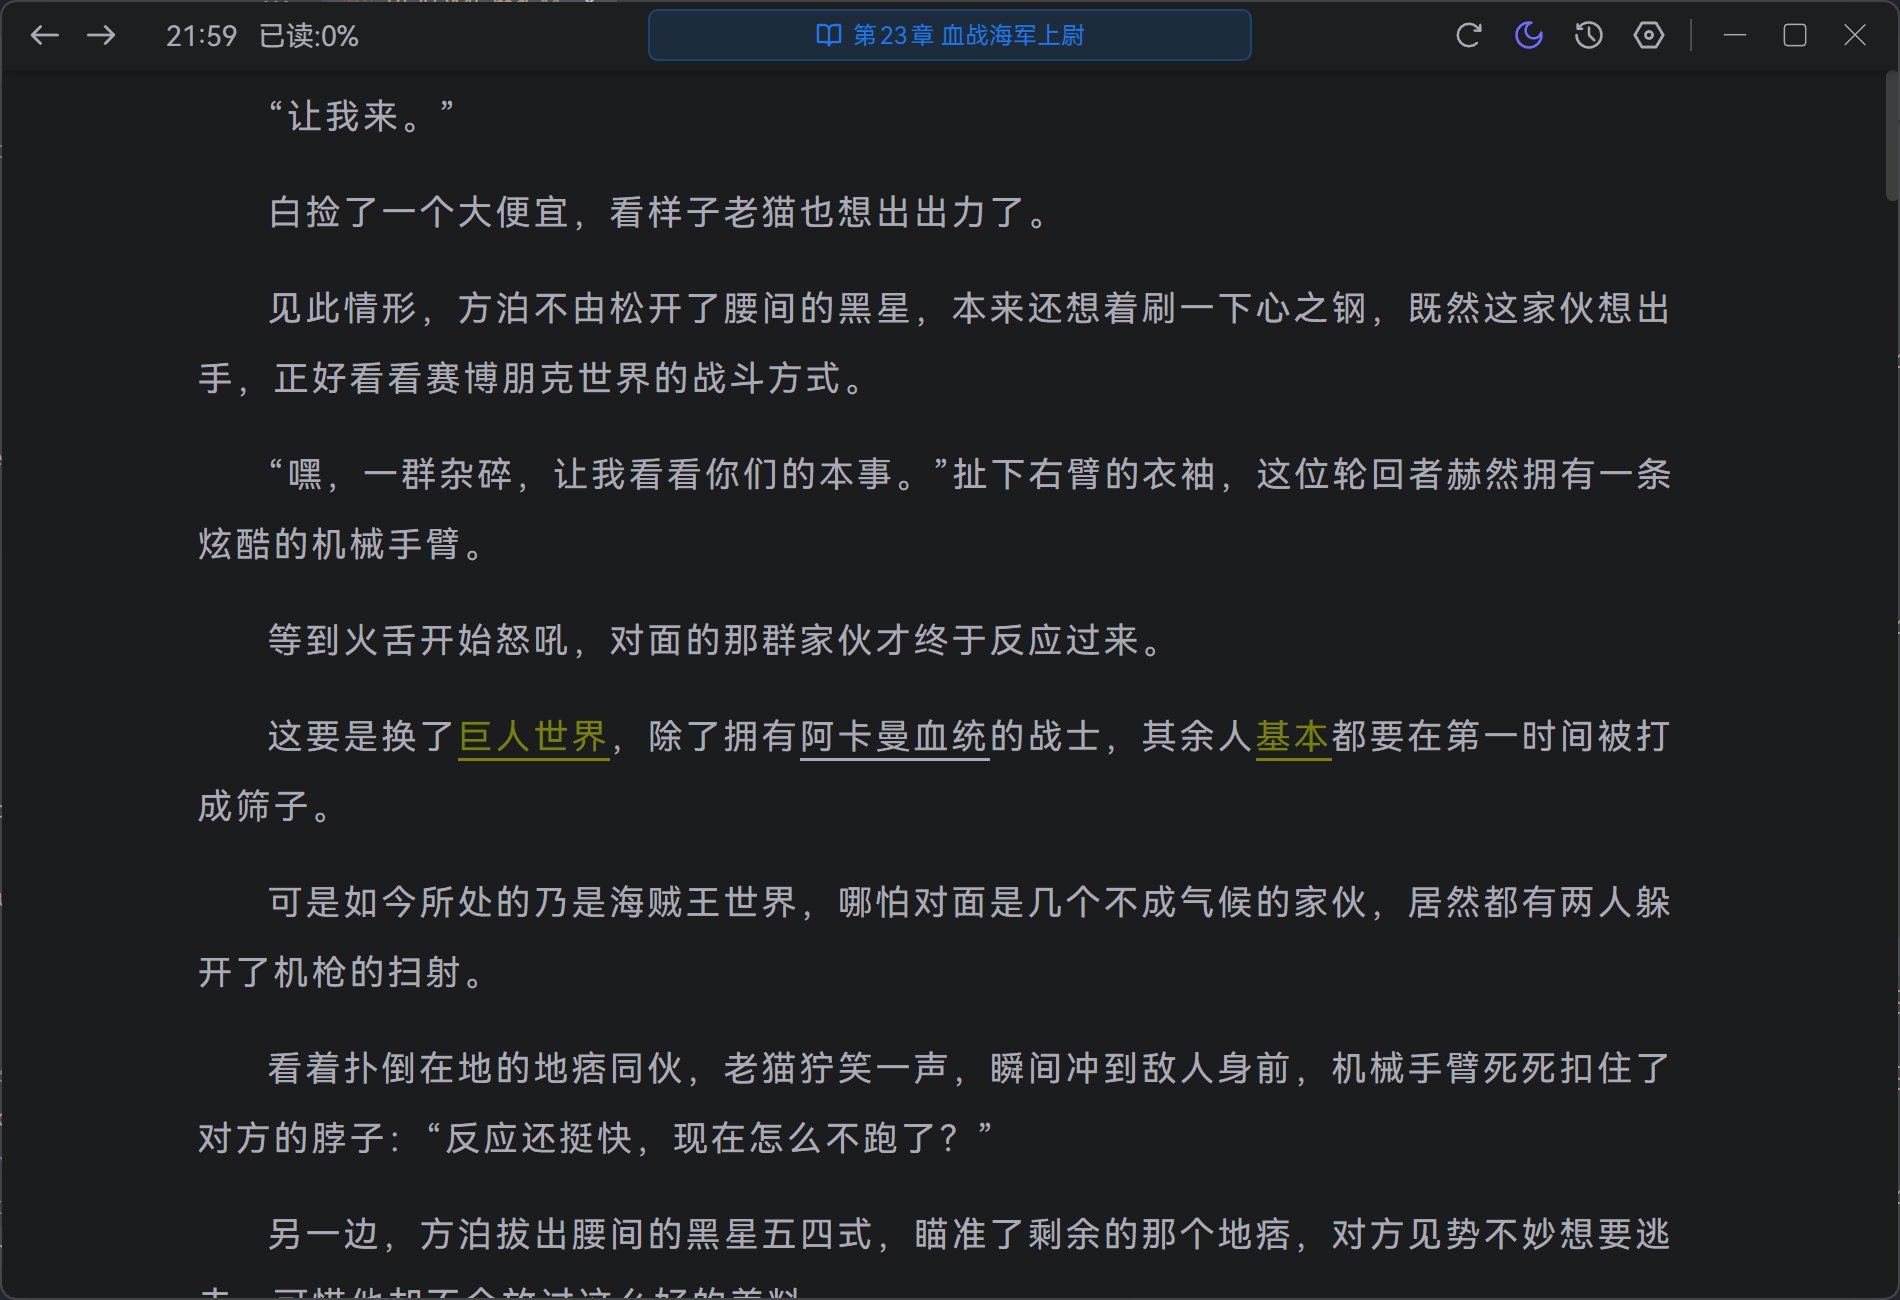 21:59 已读:0%
第23章 血战海军上尉
“让我来。”
白捡了一个大便宜，看样子老猫也想出出力了。
见此情形，方泊不由松开了腰间的黑星，本来还想着刷一下心之钢，既然这家伙想出
手，正好看看赛博朋克世界的战斗方式。
“嘿，一群杂碎，让我看看你们的本事。”扯下右臂的衣袖，这位轮回者赫然拥有一条
炫酷的机械手臂。
等到火舌开始怒吼，对面的那群家伙才终于反应过来。
这要是换了巨人世界，除了拥有阿卡曼血统的战士，其余人基本都要在第一时间被打
成筛子。
可是如今所处的乃是海贼王世界，哪怕对面是几个不成气候的家伙，居然都有两人躲
开了机枪的扫射。
看着扑倒在地的地痞同伙，老猫狞笑一声，瞬间冲到敌人身前，机械手臂死死扣住了
对方的脖子：“反应还挺快，现在怎么不跑了？”
另一边，方泊拔出腰间的黑星五四式，瞄准了剩余的那个地痞，对方见势不妙想要逃